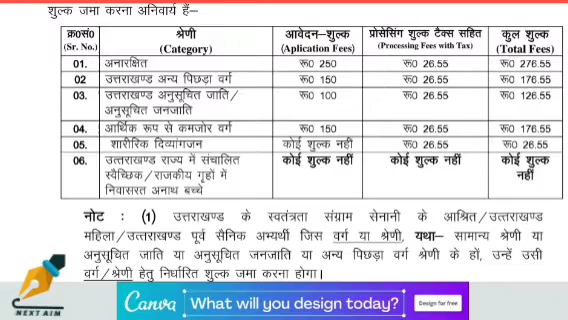 शुल्क जमा करना अनिवार्य हैं–
क्र०सं० श्रेणी आवेदन–शुल्क प्रोसेसिंग शुल्क टैक्स सहित कुल शुल्क
(Sr. No.) (Category) (Aplication Fees) (Processing Fees with Tax) (Total Fees)
01. अनारक्षित रू0 250 रू0 26.55 रू0 276.55
02 उत्तराखण्ड अन्य पिछड़ा वर्ग रू0 150 रू0 26.55 रू0 176.55
03. उत्तराखण्ड अनुसूचित जाति/ रू0 100 रू0 26.55 रू0 126.55
अनुसूचित जनजाति
04. आर्थिक रूप से कमजोर वर्ग रू0 150 रू0 26.55 रू0 176.55
05. शारीरिक दिव्यांगजन कोई शुल्क नही रू0 26.55 रू0 26.55
06. उत्तराखण्ड राज्य में संचालित कोई शुल्क नहीं कोई शुल्क नहीं कोई शुल्क
स्वैच्छिक/राजकीय गृहों में नहीं
निवासरत अनाथ बच्चे
नोट : (1) उत्तराखण्ड के स्वतंत्रता संग्राम सेनानी के आश्रित/उत्तराखण्ड
महिला/उत्तराखण्ड पूर्व सैनिक अभ्यर्थी जिस वर्ग या श्रेणी, यथा– सामान्य श्रेणी या
अनुसूचित जाति या अनुसूचित जनजाति या अन्य पिछड़ा वर्ग श्रेणी के हों, उन्हें उसी
वर्ग/श्रेणी हेतु निर्धारित शुल्क जमा करना होगा।
NEXT AIM
Canva What will you design today? Design for free